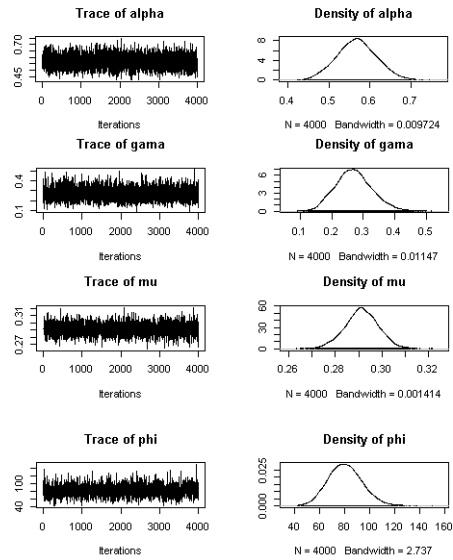 Trace of alpha
0.45 0.70
0 1000 2000 3000 4000
Iterations
Density of alpha
0 4 8
0.4 0.5 0.6 0.7
N = 4000 Bandwidth = 0.009724
Trace of gama
0.1 0.4
0 1000 2000 3000 4000
Iterations
Density of gama
0 3 6
0.1 0.2 0.3 0.4 0.5
N = 4000 Bandwidth = 0.01147
Trace of mu
0.27 0.31
0 1000 2000 3000 4000
Iterations
Density of mu
0 30 60
0.26 0.28 0.30 0.32
N = 4000 Bandwidth = 0.001414
Trace of phi
40 100
0 1000 2000 3000 4000
Iterations
Density of phi
0.000 0.025
40 60 80 100 120 140 160
N = 4000 Bandwidth = 2.737